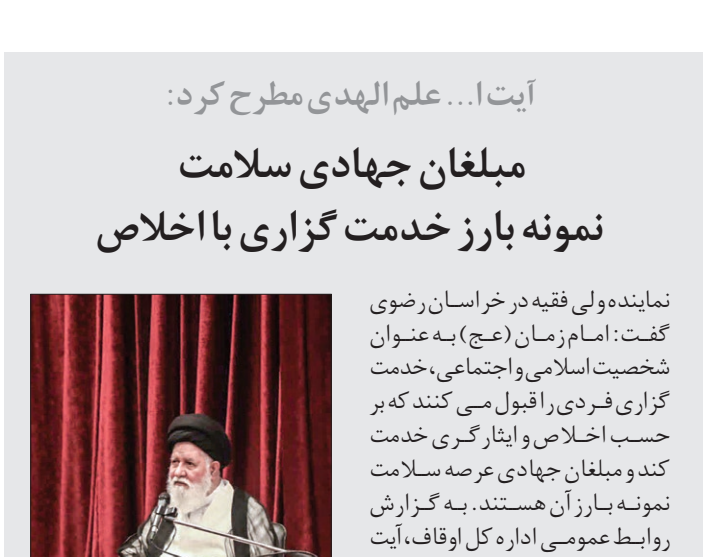 آیت ا... علم الهدی مطرح کرد:
مبلغان جهادی سلامت
نمونه بارز خدمت گزاری با اخلاص
نماینده ولی فقیه در خراسان رضوی
گفت: امام زمان (عج) به عنوان
شخصیت اسلامی و اجتماعی، خدمت
گزاری فردی را قبول می کنند که بر
حسب اخلاص و ایثارگری خدمت
کند و مبلغان جهادی عرصه سلامت
نمونه بارز آن هستند. به گزارش
روابط عمومی اداره کل اوقاف، آیت